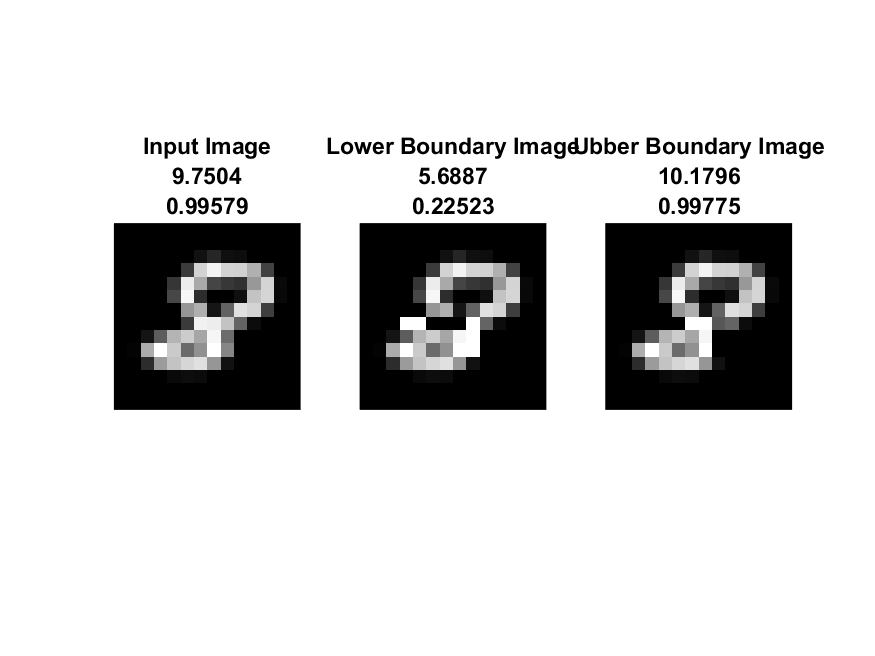 Input Image
9.7504
0.99579
Lower Boundary Image
5.6887
0.22523
Ubber Boundary Image
10.1796
0.99775